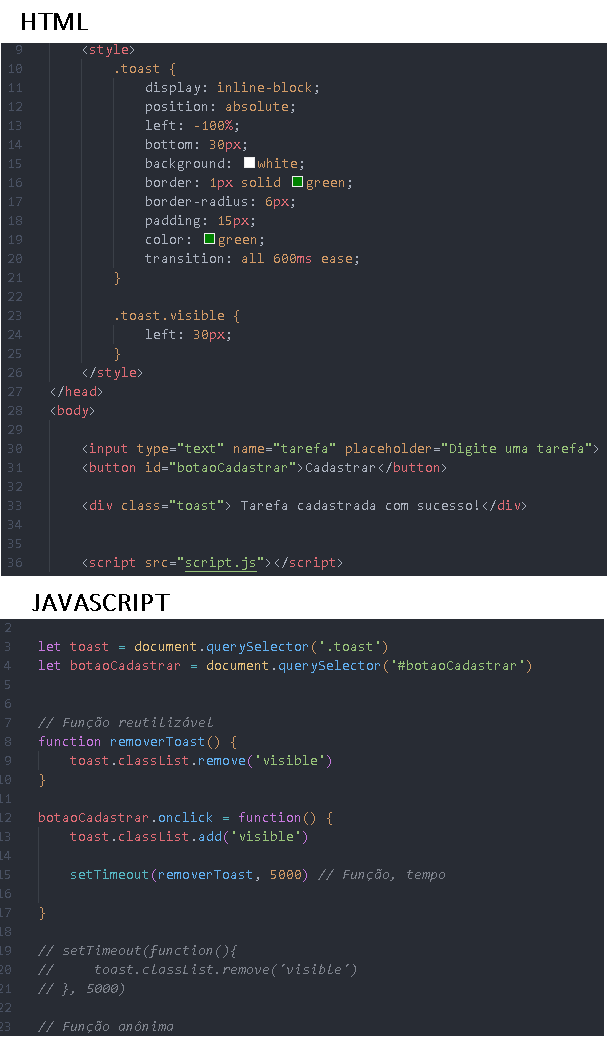 HTML
9 <style>
10 .toast {
11 display: inline-block;
12 position: absolute;
13 left: -100%;
14 bottom: 30px;
15 background: white;
16 border: 1px solid green;
17 border-radius: 6px;
18 padding: 15px;
19 color: green;
20 transition: all 600ms ease;
21 }
22
23 .toast.visible {
24 left: 30px;
25 }
26 </style>
27 </head>
28 <body>
29
30 <input type="text" name="tarefa" placeholder="Digite uma tarefa">
31 <button id="botaoCadastrar">Cadastrar</button>
32
33 <div class="toast"> Tarefa cadastrada com sucesso!</div>
34
35
36 <script src="script.js"></script>
JAVASCRIPT
2
3 let toast = document.querySelector('.toast')
4 let botaoCadastrar = document.querySelector('#botaoCadastrar')
5
6
7 // Função reutilizável
8 function removerToast() {
9 toast.classList.remove('visible')
10 }
11
12 botaoCadastrar.onclick = function() {
13 toast.classList.add('visible')
14
15 setTimeout(removerToast, 5000) // Função, tempo
16
17 }
18
19 // setTimeout(function(){
20 // toast.classList.remove('visible')
21 // }, 5000)
22
23 // Função anônima